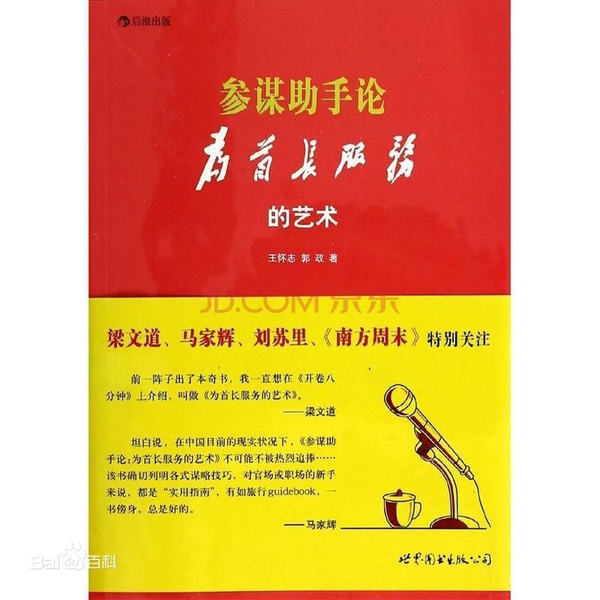 后浪出版
参谋助手论
为首长服务
的艺术
王怀志 郭政 著
JD.COM 京东
梁文道、马家辉、刘苏里、《南方周末》特别关注
前一阵子出了本奇书，我一直想在《开卷八
分钟》上介绍，叫做《为首长服务的艺术》。
——梁文道
坦白说，在中国目前的现实状况下，《参谋助
手论：为首长服务的艺术》不可能不被热烈追捧……
该书确切列明各式谋略技巧，对官场或职场的新手
来说，都是“实用指南”，有如旅行guidebook，一
书傍身，总是好的。
——马家辉
世界图书出版公司
Bai百科